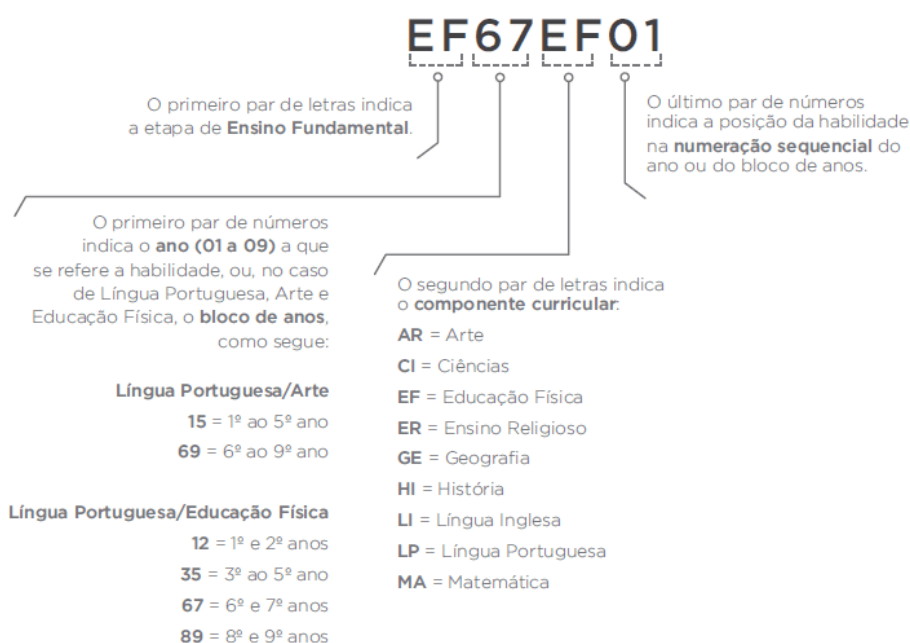 EF67EF01
O primeiro par de letras indica
a etapa de Ensino Fundamental.
O último par de números
indica a posição da habilidade
na numeração sequencial do
ano ou do bloco de anos.
O primeiro par de números
indica o ano (01 a 09) a que
se refere a habilidade, ou, no caso
de Língua Portuguesa, Arte e
Educação Física, o bloco de anos,
como segue:
Língua Portuguesa/Arte
15 = 1º ao 5º ano
69 = 6º ao 9º ano
Língua Portuguesa/Educação Física
12 = 1º e 2º anos
35 = 3º ao 5º ano
67 = 6º e 7º anos
89 = 8º e 9º anos
O segundo par de letras indica
o componente curricular:
AR = Arte
CI = Ciências
EF = Educação Física
ER = Ensino Religioso
GE = Geografia
HI = História
LI = Língua Inglesa
LP = Língua Portuguesa
MA = Matemática